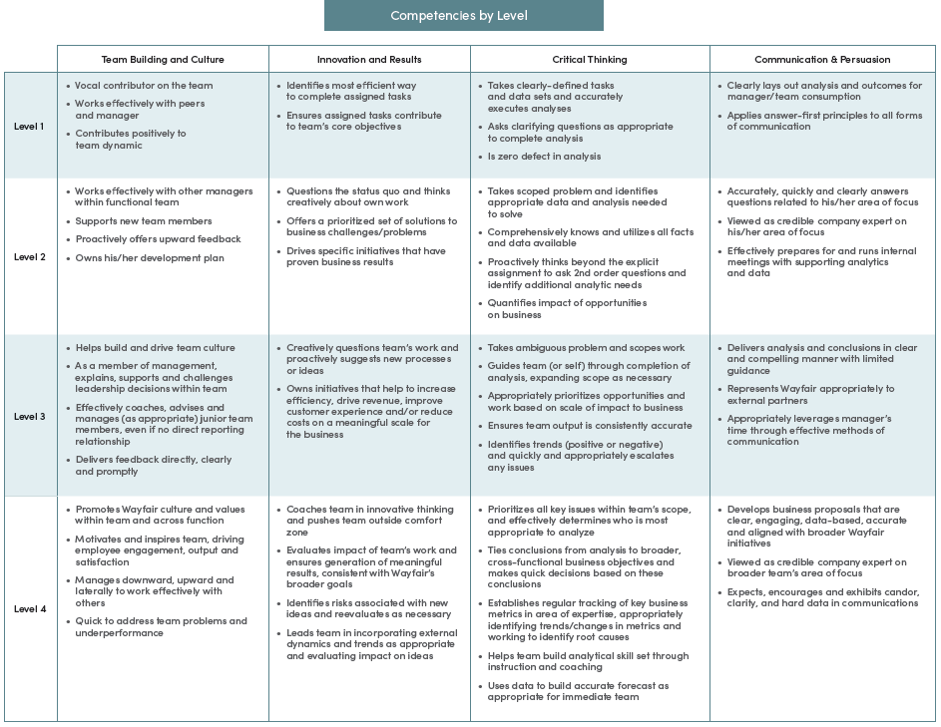 Competencies by Level
Team Building and Culture
Innovation and Results
Critical Thinking
Communication & Persuasion
Level 1
• Vocal contributor on the team
• Works effectively with peers
and manager
• Contributes positively to
team dynamic
• Identifies most efficient way
to complete assigned tasks
• Ensures assigned tasks contribute
to team's core objectives
• Takes clearly-defined tasks
and data sets and accurately
executes analyses
• Asks clarifying questions as appropriate
to complete analysis
• Is zero defect in analysis
• Clearly lays out analysis and outcomes for
manager/team consumption
• Applies answer-first principles to all forms
of communication
Level 2
• Works effectively with other managers
within functional team
• Supports new team members
• Proactively offers upward feedback
• Owns his/her development plan
• Questions the status quo and thinks
creatively about own work
• Offers a prioritized set of solutions to
business challenges/problems
• Drives specific initiatives that have
proven business results
• Takes scoped problem and identifies
appropriate data and analysis needed
to solve
• Comprehensively knows and utilizes all facts
and data available
• Proactively thinks beyond the explicit
assignment to ask 2nd order questions and
identify additional analytic needs
• Quantifies impact of opportunities
on business
• Accurately, quickly and clearly answers
questions related to his/her area of focus
• Viewed as credible company expert on
his/her area of focus
• Effectively prepares for and runs internal
meetings with supporting analytics
and data
Level 3
• Helps build and drive team culture
• As a member of management,
explains, supports and challenges
leadership decisions within team
• Effectively coaches, advises and
manages (as appropriate) junior team
members, even if no direct reporting
relationship
• Delivers feedback directly, clearly
and promptly
• Creatively questions team's work and
proactively suggests new processes
or ideas
• Owns initiatives that help to increase
efficiency, drive revenue, improve
customer experience and/or reduce
costs on a meaningful scale for
the business
• Takes ambiguous problem and scopes work
• Guides team (or self) through completion of
analysis, expanding scope as necessary
• Appropriately prioritizes opportunities and
work based on scale of impact to business
• Ensures team output is consistently accurate
• Identifies trends (positive or negative)
and quickly and appropriately escalates
any issues
• Delivers analysis and conclusions in clear
and compelling manner with limited
guidance
• Represents Wayfair appropriately to
external partners
• Appropriately leverages manager's
time through effective methods of
communication
Level 4
• Promotes Wayfair culture and values
within team and across function
• Motivates and inspires team, driving
employee engagement, output and
satisfaction
• Manages downward, upward and
laterally to work effectively with
others
• Quick to address team problems and
underperformance
• Coaches team in innovative thinking
and pushes team outside comfort
zone
• Evaluates impact of team's work and
ensures generation of meaningful
results, consistent with Wayfair's
broader goals
• Identifies risks associated with new
ideas and reevaluates as necessary
• Leads team in incorporating external
dynamics and trends as appropriate
and evaluating impact on ideas
• Prioritizes all key issues within team's scope,
and effectively determines who is most
appropriate to analyze
• Ties conclusions from analysis to broader,
cross-functional business objectives and
makes quick decisions based on these
conclusions
• Establishes regular tracking of key business
metrics in area of expertise, appropriately
identifying trends/changes in metrics and
working to identify root causes
• Helps team build analytical skill set through
instruction and coaching
• Uses data to build accurate forecast as
appropriate for immediate team
• Develops business proposals that are
clear, engaging, data-based, accurate
and aligned with broader Wayfair
initiatives
• Viewed as credible company expert on
broader team's area of focus
• Expects, encourages and exhibits candor,
clarity, and hard data in communications